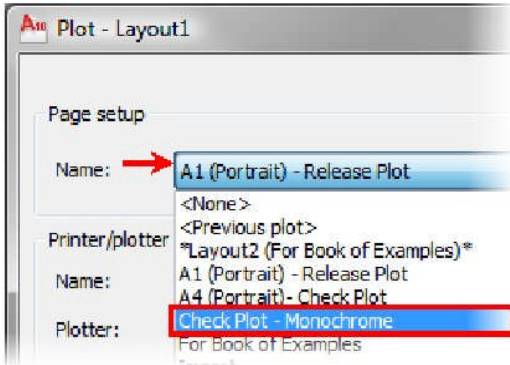 A10 Plot - Layout1
Page setup
Name: A1 (Portrait) - Release Plot
<None>
<Previous plot>
*Layout2 (For Book of Examples)*
Printer/plotter
A1 (Portrait) - Release Plot
Name:
A4 (Portrait)- Check Plot
Check Plot - Monochrome
Plotter:
For Book of Examples